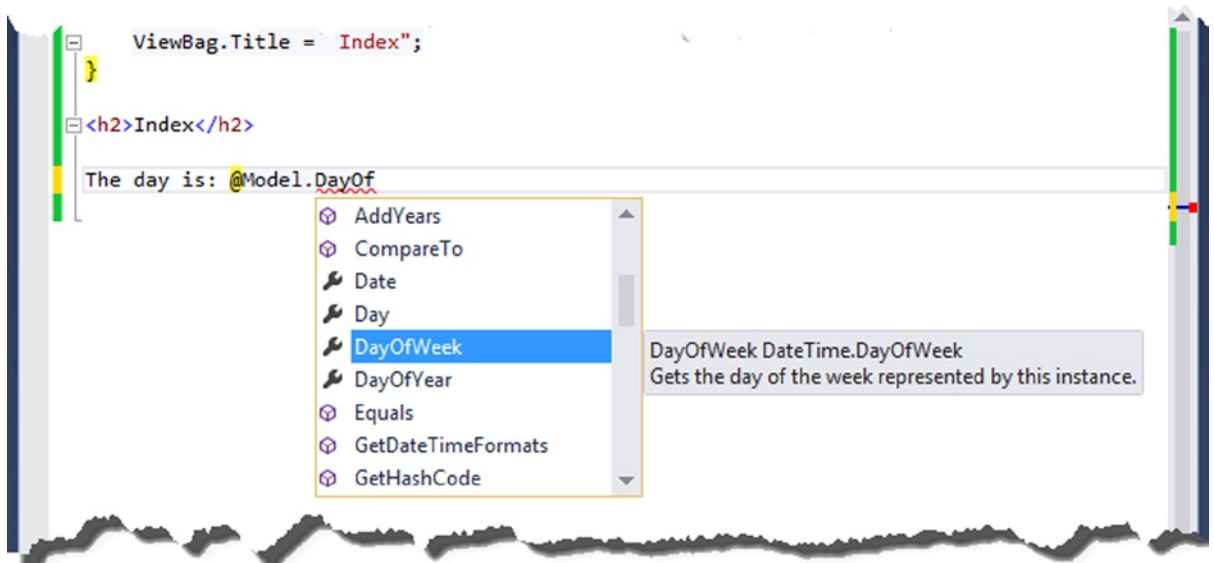 ViewBag.Title = "Index";
}
<h2>Index</h2>
The day is: @Model.DayOf
AddYears
CompareTo
Date
Day
DayOfWeek
DayOfYear
Equals
GetDateTimeFormats
GetHashCode
DayOfWeek DateTime.DayOfWeek
Gets the day of the week represented by this instance.